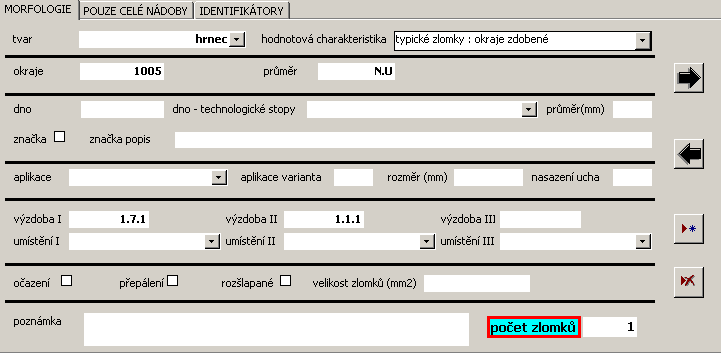 MORFOLOGIE POUZE CELÉ NÁDOBY IDENTIFIKÁTORY
tvar hrnec hodnotová charakteristika typické zlomky : okraje zdobené
okraje 1005 průměr N.U
dno dno - technologické stopy průměr(mm)
značka značka popis
aplikace aplikace varianta rozměr (mm) nasazení ucha
výzdoba I 1.7.1 výzdoba II 1.1.1 výzdoba III
umístění I umístění II umístění III
očazení přepálení rozšlapané velikost zlomků (mm2)
poznámka počet zlomků 1